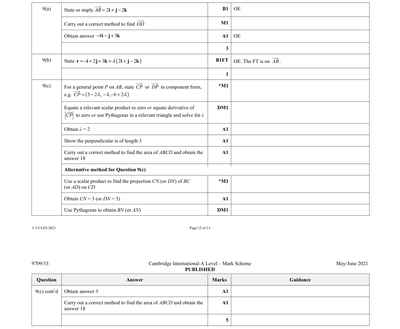 9(a) State or imply AB = 2i + j − 2k B1 OE
Carry out a correct method to find OD M1
Obtain answer −4i − j + 3k A1 OE
3
9(b) State r = −i + 2j + 3k + λ(2i + j − 2k) B1FT OE. The FT is on AB.
1
9(c) For a general point P on AB, state CP or DP in component form, *M1
e.g. CP = (3 − 2λ, −λ, −6 + 2λ)
Equate a relevant scalar product to zero or equate derivative of DM1
|CP| to zero or use Pythagoras in a relevant triangle and solve for λ
Obtain λ = 2 A1
Show the perpendicular is of length 3 A1
Carry out a correct method to find the area of ABCD and obtain the A1
answer 18
Alternative method for Question 9(c)
Use a scalar product to find the projection CN (or DN) of BC *M1
(or AD) on CD
Obtain CN = 3 (or DN = 3) A1
Use Pythagoras to obtain BN (or AN) DM1
© UCLES 2021 Page 12 of 13
9709/33 Cambridge International A Level – Mark Scheme May/June 2021
PUBLISHED
Question Answer Marks Guidance
9(c) cont'd Obtain answer 3 A1
Carry out a correct method to find the area of ABCD and obtain the A1
answer 18
5